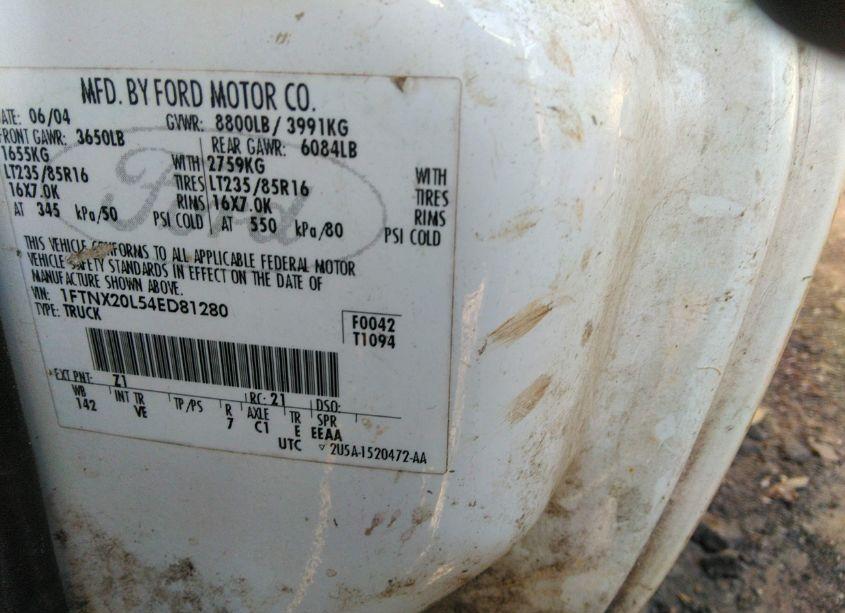 MFD. BY FORD MOTOR CO.
DATE: 06/04 GVWR: 8800LB/ 3991KG
FRONT GAWR: 3650LB REAR GAWR: 6084LB
1655KG WITH 2759KG WITH
LT235/85R16 TIRES LT235/85R16 TIRES
16X7.0K RIMS 16X7.0K RIMS
AT 345 kPa/50 PSI COLD AT 550 kPa/80 PSI COLD
Ford
THIS VEHICLE CONFORMS TO ALL APPLICABLE FEDERAL MOTOR
VEHICLE SAFETY STANDARDS IN EFFECT ON THE DATE OF
MANUFACTURE SHOWN ABOVE.
VIN: 1FTNX20L54ED81280
TYPE: TRUCK
F0042
T1094
EXT PNT: Z1 RC: 21 DSO:
WB INT TR TP/PS R AXLE TR SPR
142 VE 7 C1 E EEAA
UTC 2U5A-1520472-AA